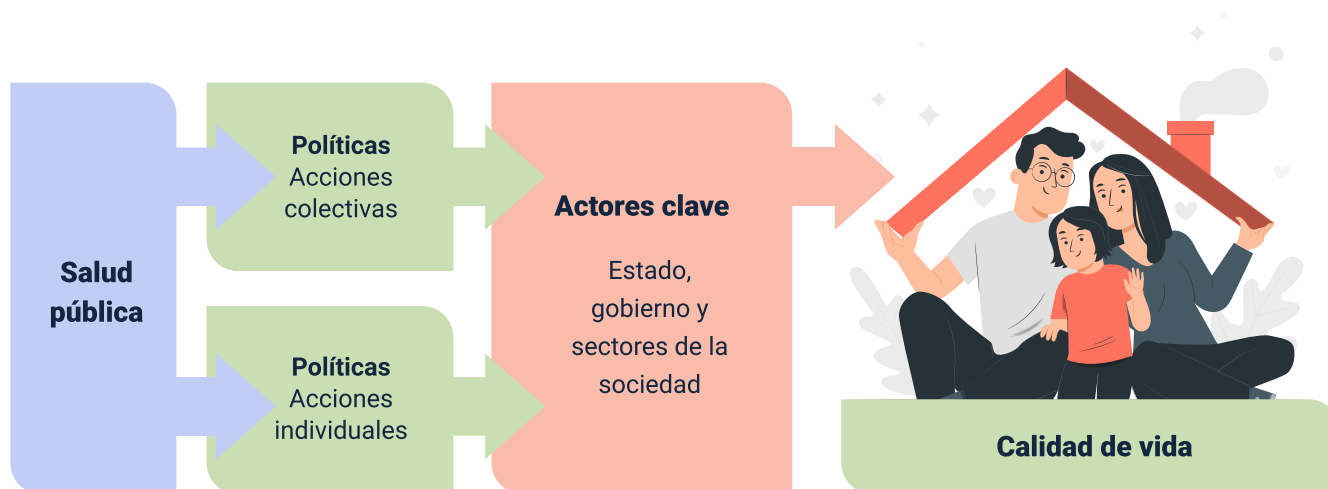 Salud
pública
Políticas
Acciones
colectivas
Políticas
Acciones
individuales
Actores clave
Estado,
gobierno y
sectores de la
sociedad
Calidad de vida